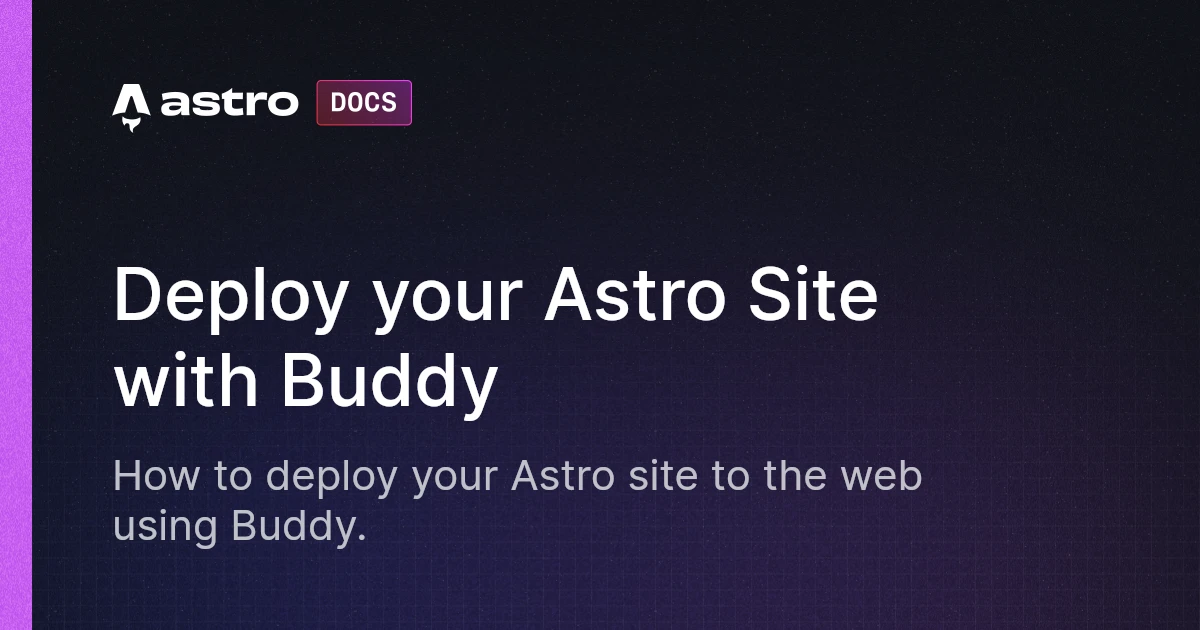 astro DOCS
Deploy your Astro Site
with Buddy
How to deploy your Astro site to the web
using Buddy.